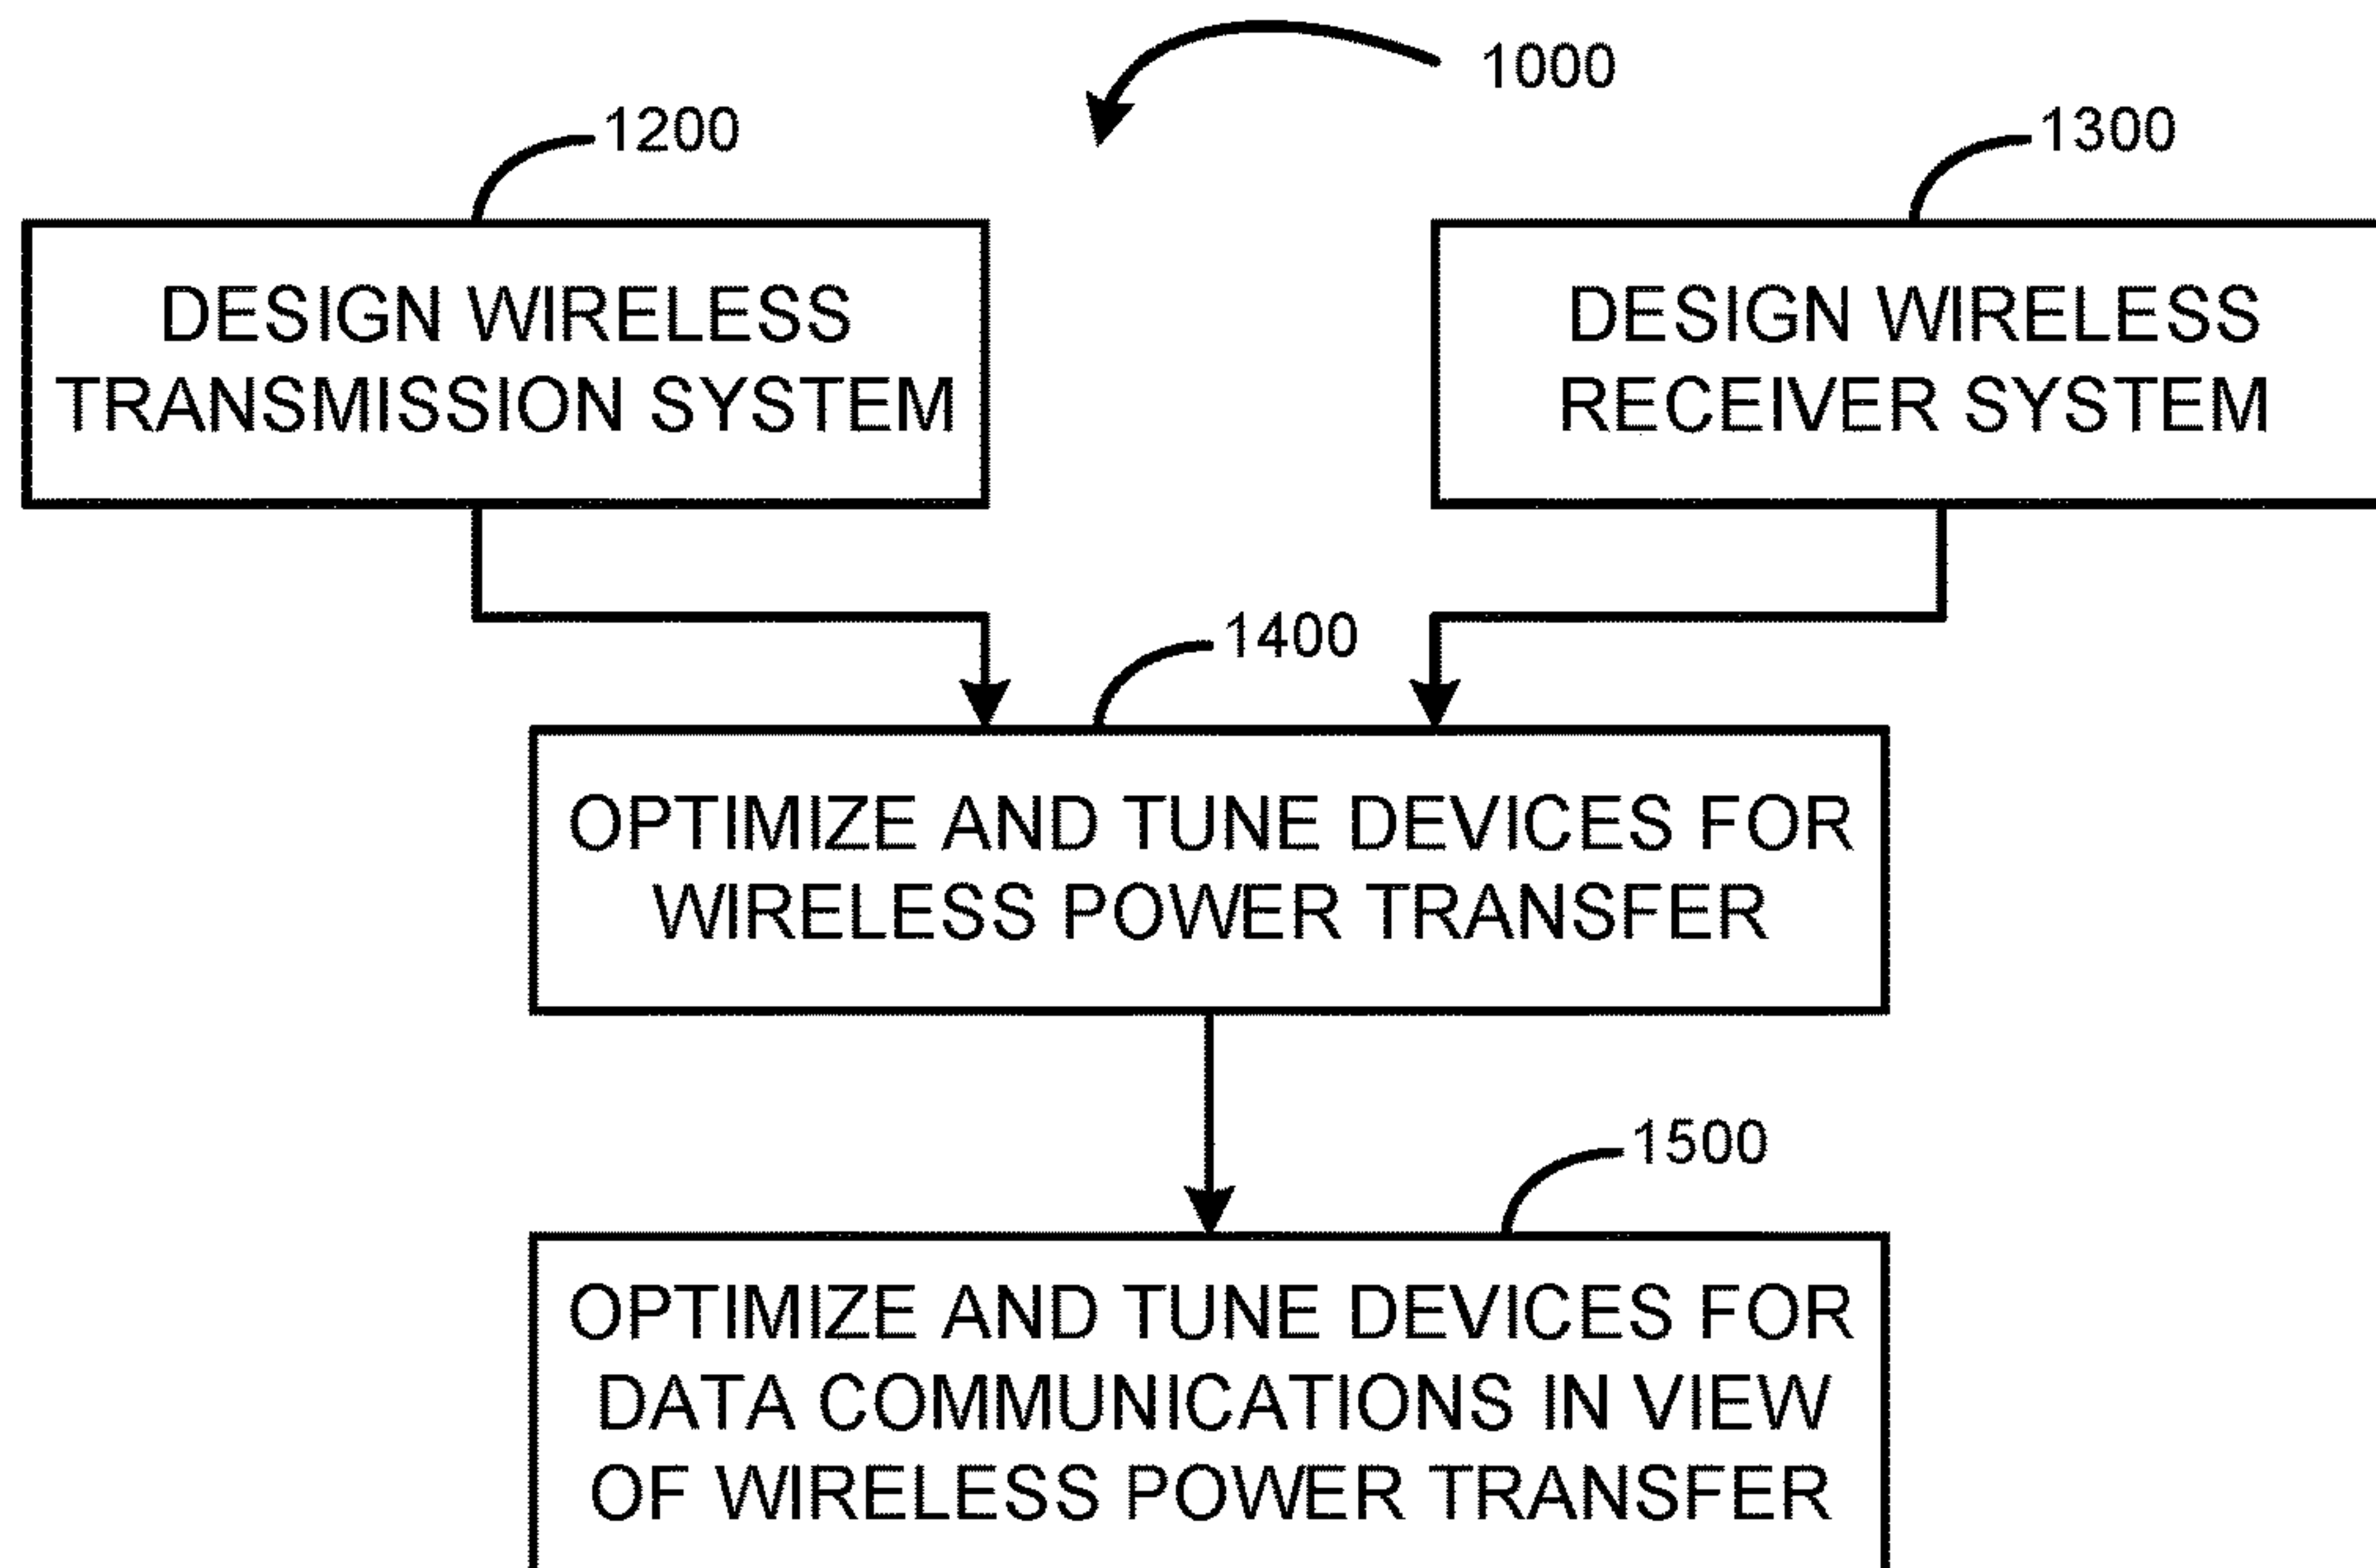 1000
1200
1300
DESIGN WIRELESS
TRANSMISSION SYSTEM
DESIGN WIRELESS
RECEIVER SYSTEM
1400
OPTIMIZE AND TUNE DEVICES FOR
WIRELESS POWER TRANSFER
1500
OPTIMIZE AND TUNE DEVICES FOR
DATA COMMUNICATIONS IN VIEW
OF WIRELESS POWER TRANSFER